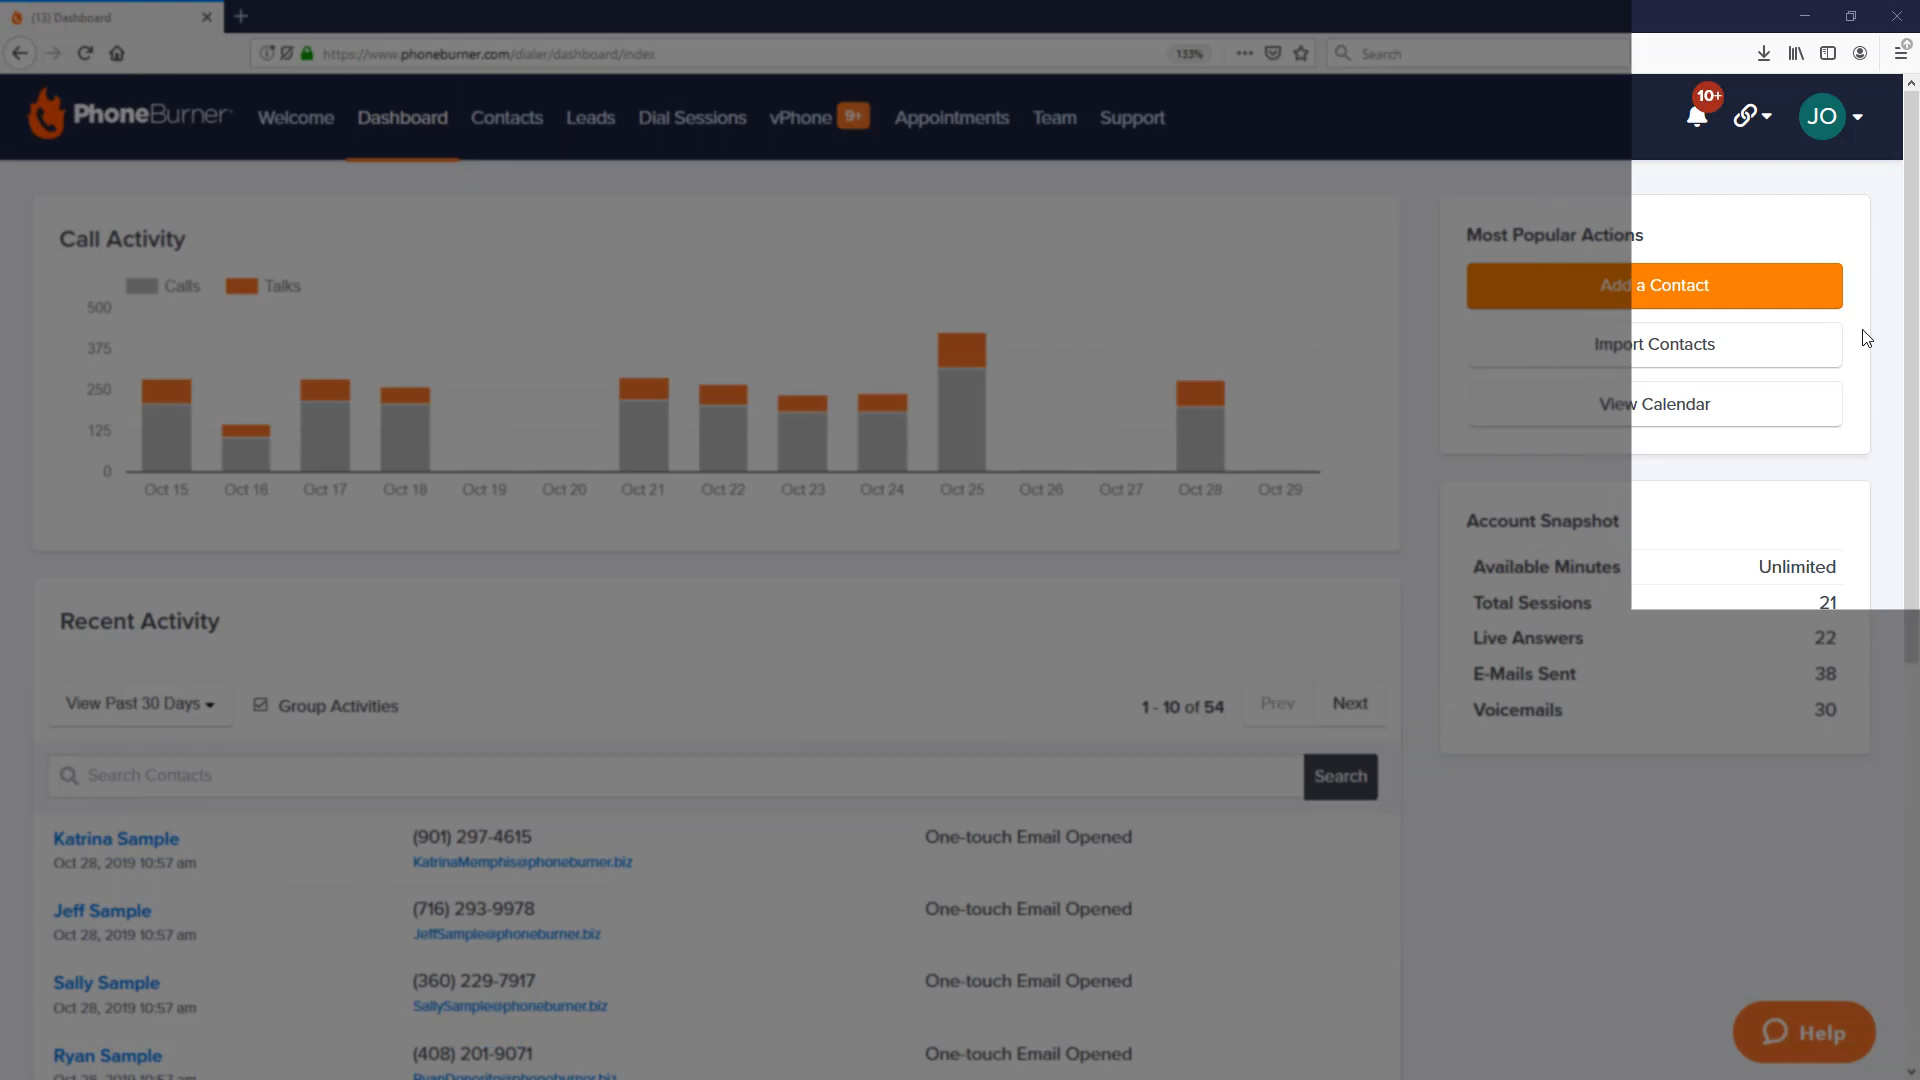 (13) Dashboard
https://www.phoneburner.com/dialer/dashboard/index
133%
Search
PhoneBurner
Welcome
Dashboard
Contacts
Leads
Dial Sessions
vPhone 9+
Appointments
Team
Support
10+
JO
Call Activity
Calls
Talks
500
375
250
125
0
Oct 15
Oct 16
Oct 17
Oct 18
Oct 19
Oct 20
Oct 21
Oct 22
Oct 23
Oct 24
Oct 25
Oct 26
Oct 27
Oct 28
Oct 29
Most Popular Actions
Add a Contact
Import Contacts
View Calendar
Account Snapshot
Available Minutes Unlimited
Total Sessions 21
Live Answers 22
E-Mails Sent 38
Voicemails 30
Recent Activity
View Past 30 Days
Group Activities
1 - 10 of 54
Prev
Next
Search Contacts
Search
Katrina Sample (901) 297-4615 One-touch Email Opened
Oct 28, 2019 10:57 am KatrinaMemphis@phoneburner.biz
Jeff Sample (716) 293-9978 One-touch Email Opened
Oct 28, 2019 10:57 am JeffSample@phoneburner.biz
Sally Sample (360) 229-7917 One-touch Email Opened
Oct 28, 2019 10:57 am SallySample@phoneburner.biz
Ryan Sample (408) 201-9071 One-touch Email Opened
Oct 28, 2019 10:57 am
Help